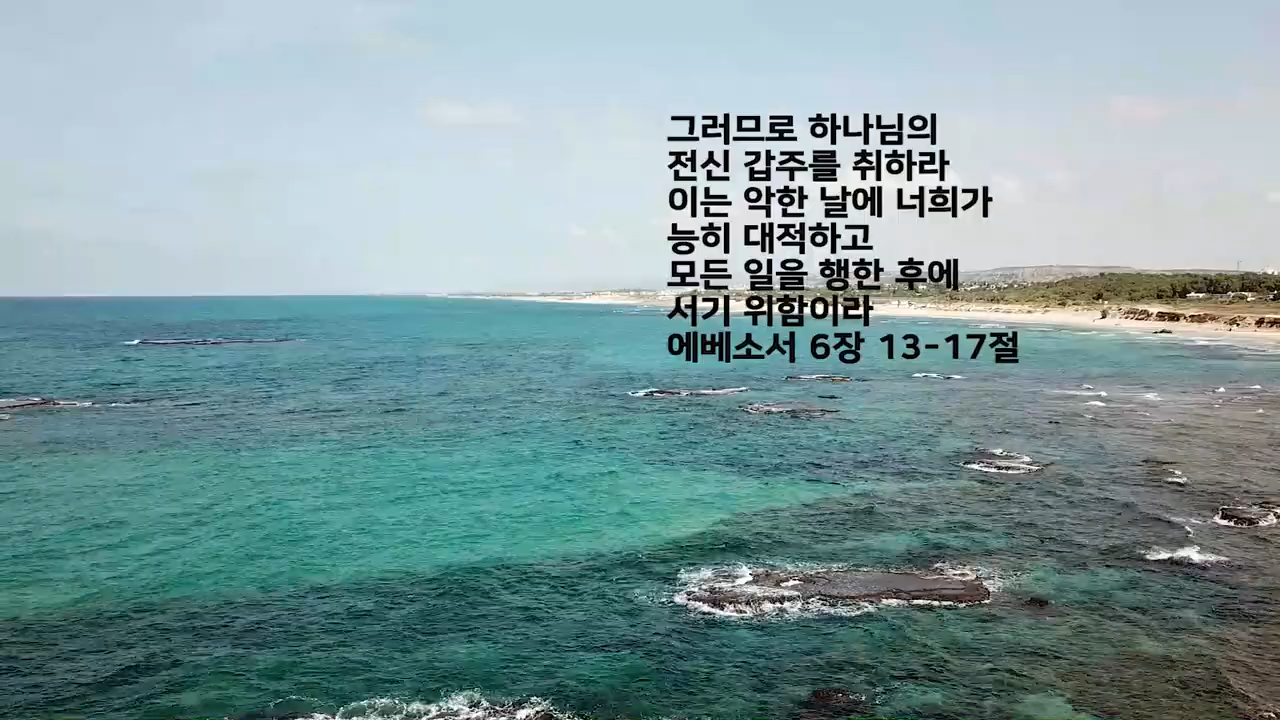 그러므로 하나님의
전신 갑주를 취하라
이는 악한 날에 너희가
능히 대적하고
모든 일을 행한 후에
서기 위함이라
에베소서 6장 13-17절